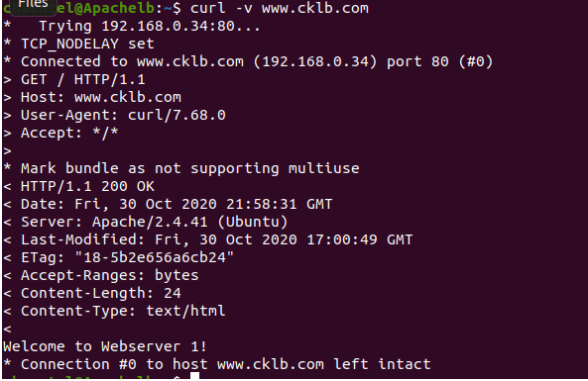 Files
el@Apachelb:~$ curl -v www.cklb.com
*   Trying 192.168.0.34:80...
* TCP_NODELAY set
* Connected to www.cklb.com (192.168.0.34) port 80 (#0)
> GET / HTTP/1.1
> Host: www.cklb.com
> User-Agent: curl/7.68.0
> Accept: */*
>
* Mark bundle as not supporting multiuse
< HTTP/1.1 200 OK
< Date: Fri, 30 Oct 2020 21:58:31 GMT
< Server: Apache/2.4.41 (Ubuntu)
< Last-Modified: Fri, 30 Oct 2020 17:00:49 GMT
< ETag: "18-5b2e656a6cb24"
< Accept-Ranges: bytes
< Content-Length: 24
< Content-Type: text/html
<
Welcome to Webserver 1!
* Connection #0 to host www.cklb.com left intact